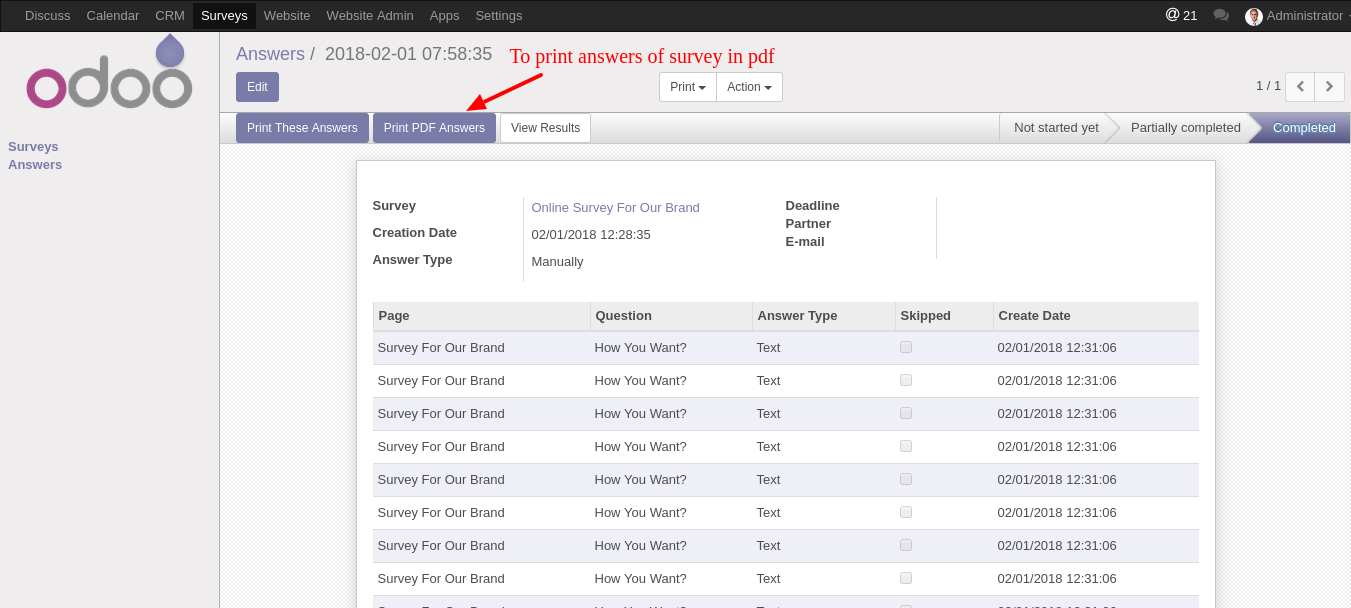 Discuss Calendar CRM Surveys Website Website Admin Apps Settings @ 21 Administrator
odoo
Answers / 2018-02-01 07:58:35 To print answers of survey in pdf
Edit Print Action 1 / 1
Print These Answers Print PDF Answers View Results Not started yet Partially completed Completed
Surveys
Answers
Survey Online Survey For Our Brand Deadline
Partner
Creation Date 02/01/2018 12:28:35
E-mail
Answer Type Manually
Page Question Answer Type Skipped Create Date
Survey For Our Brand How You Want? Text 02/01/2018 12:31:06
Survey For Our Brand How You Want? Text 02/01/2018 12:31:06
Survey For Our Brand How You Want? Text 02/01/2018 12:31:06
Survey For Our Brand How You Want? Text 02/01/2018 12:31:06
Survey For Our Brand How You Want? Text 02/01/2018 12:31:06
Survey For Our Brand How You Want? Text 02/01/2018 12:31:06
Survey For Our Brand How You Want? Text 02/01/2018 12:31:06
Survey For Our Brand How You Want? Text 02/01/2018 12:31:06